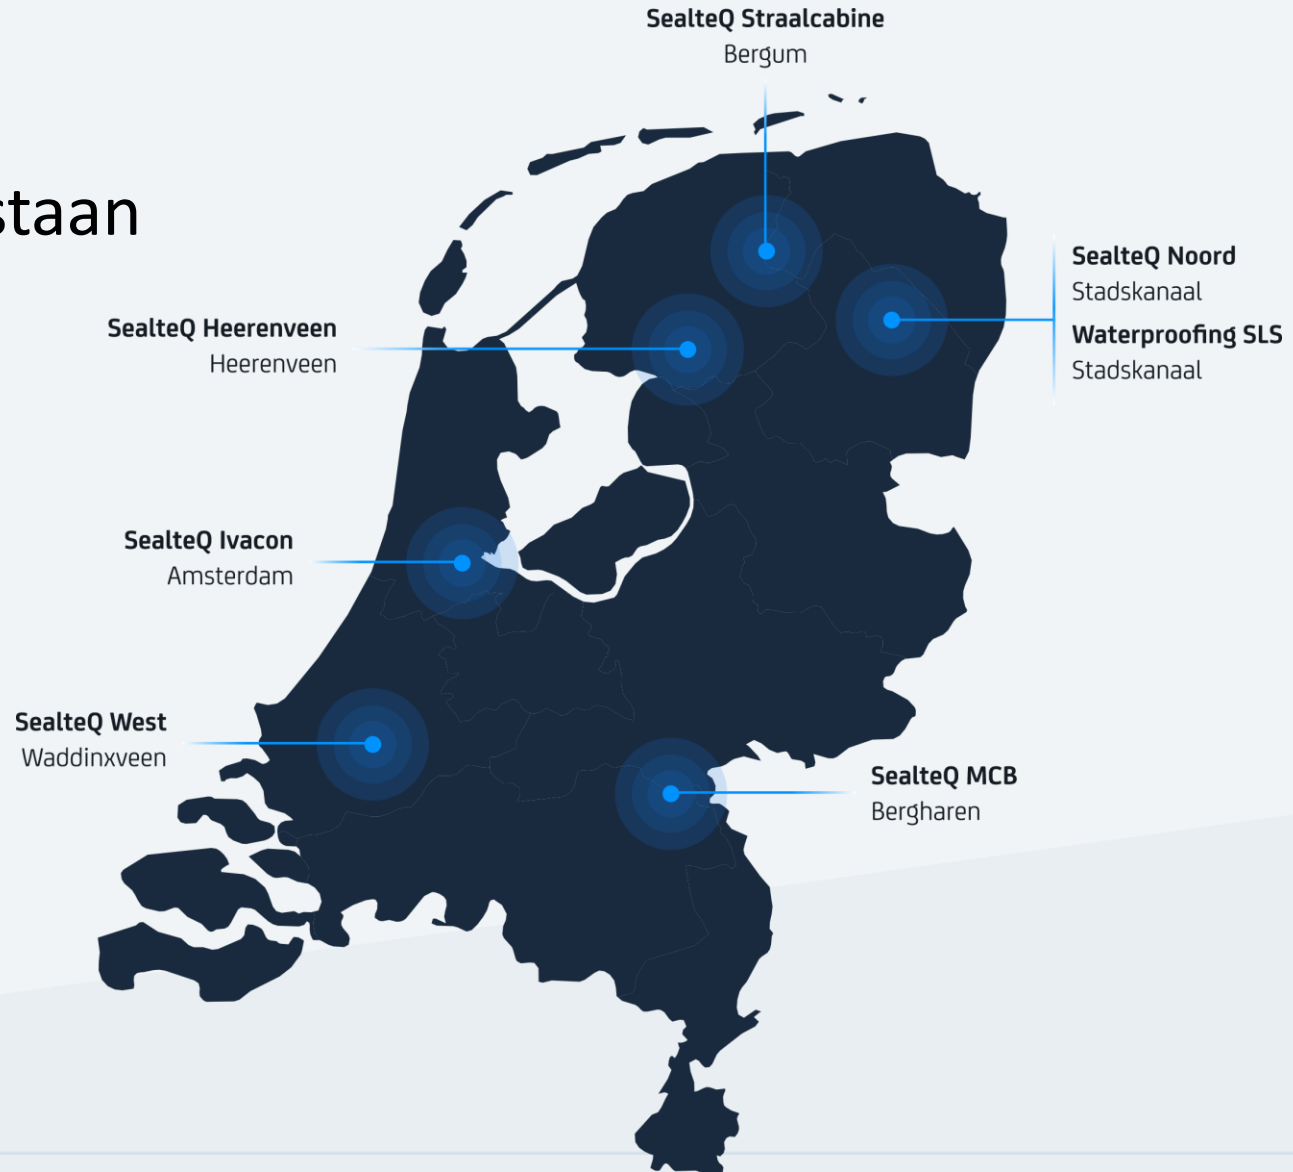 SealteQ Straalcabine
Bergum
staan
SealteQ Noord
Stadskanaal
Waterproofing SLS
Stadskanaal
SealteQ Heerenveen
Heerenveen
SealteQ Ivacon
Amsterdam
SealteQ West
Waddinxveen
SealteQ MCB
Bergharen